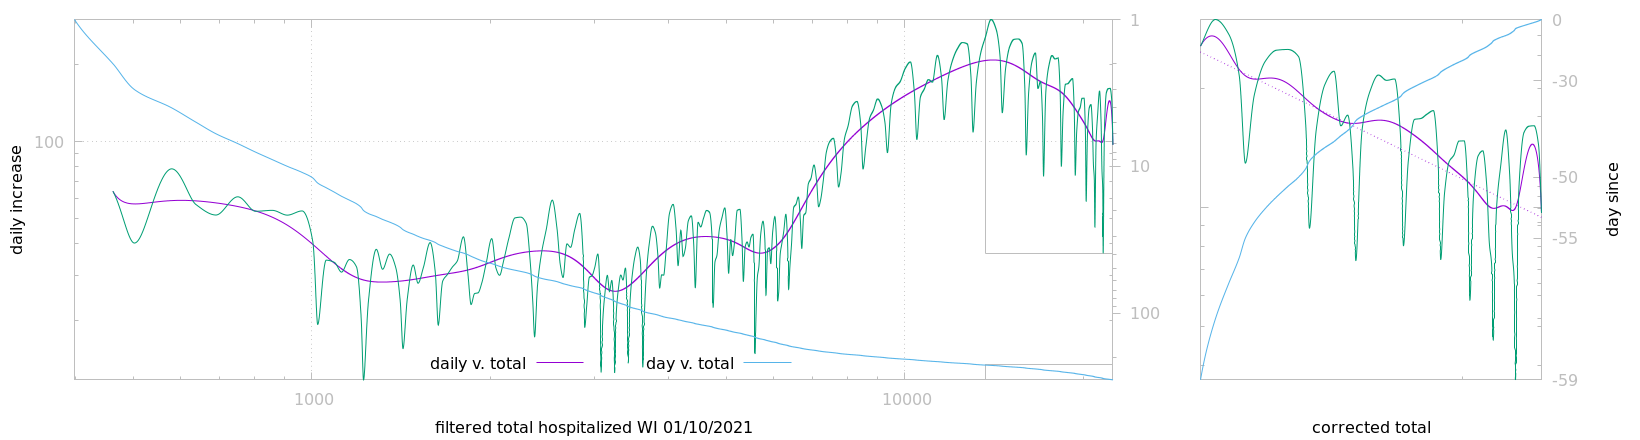 1
0
-30
100
10
daily increase
-50
day since
-55
100
daily v. total
day v. total
-59
1000
10000
filtered total hospitalized WI 01/10/2021
corrected total